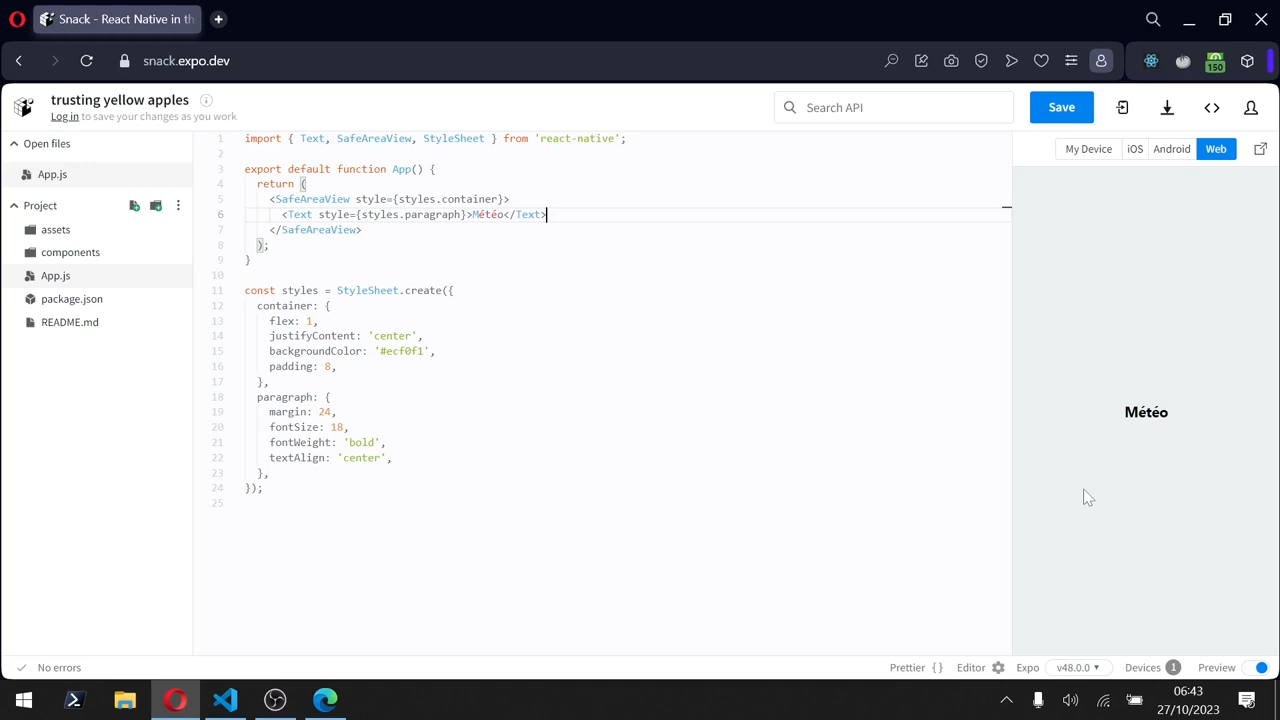 Snack - React Native in th
snack.expo.dev
150
trusting yellow apples
Log in to save your changes as you work
Search API
Save
Open files
App.js
Project
assets
components
App.js
package.json
README.md
1 import { Text, SafeAreaView, StyleSheet } from 'react-native';
2
3 export default function App() {
4 return (
5 <SafeAreaView style={styles.container}>
6 <Text style={styles.paragraph}>Météo</Text>
7 </SafeAreaView>
8 );
9 }
10
11 const styles = StyleSheet.create({
12 container: {
13 flex: 1,
14 justifyContent: 'center',
15 backgroundColor: '#ecf0f1',
16 padding: 8,
17 },
18 paragraph: {
19 margin: 24,
20 fontSize: 18,
21 fontWeight: 'bold',
22 textAlign: 'center',
23 },
24 });
25
My Device iOS Android Web
Météo
No errors
Prettier {} Editor Expo v48.0.0 Devices 1 Preview
06:43
27/10/2023